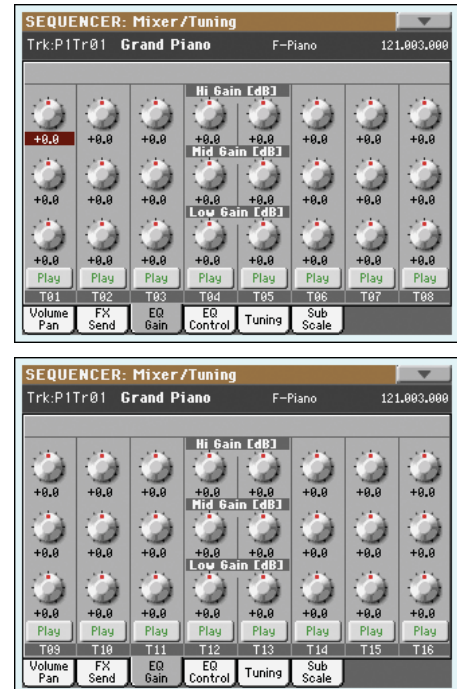 SEQUENCER: Mixer/Tuning
Trk:P1Tr01 Grand Piano F-Piano 121.003.000
Hi Gain [dB]
+0.0 +0.0 +0.0 +0.0 +0.0 +0.0 +0.0 +0.0
Mid Gain [dB]
+0.0 +0.0 +0.0 +0.0 +0.0 +0.0 +0.0 +0.0
Low Gain [dB]
+0.0 +0.0 +0.0 +0.0 +0.0 +0.0 +0.0 +0.0
Play Play Play Play Play Play Play Play
T01 T02 T03 T04 T05 T06 T07 T08
Volume Pan FX Send EQ Gain EQ Control Tuning Sub Scale
SEQUENCER: Mixer/Tuning
Trk:P1Tr01 Grand Piano F-Piano 121.003.000
Hi Gain [dB]
+0.0 +0.0 +0.0 +0.0 +0.0 +0.0 +0.0 +0.0
Mid Gain [dB]
+0.0 +0.0 +0.0 +0.0 +0.0 +0.0 +0.0 +0.0
Low Gain [dB]
+0.0 +0.0 +0.0 +0.0 +0.0 +0.0 +0.0 +0.0
Play Play Play Play Play Play Play Play
T09 T10 T11 T12 T13 T14 T15 T16
Volume Pan FX Send EQ Gain EQ Control Tuning Sub Scale